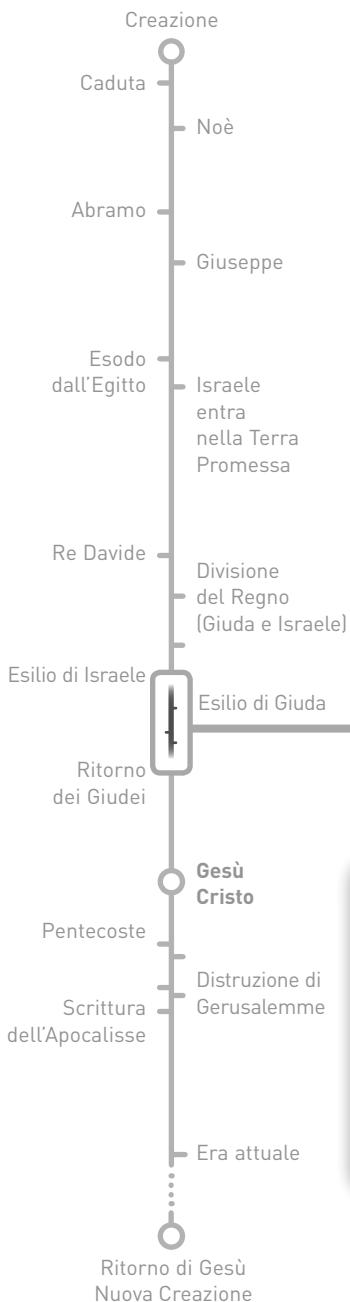 Creazione
Caduta
Noè
Abramo
Giuseppe
Esodo
dall'Egitto
Israele
entra
nella Terra
Promessa
Re Davide
Divisione
del Regno
(Giuda e Israele)
Esilio di Israele
Esilio di Giuda
Ritorno
dei Giudei
Gesù
Cristo
Pentecoste
Distruzione di
Gerusalemme
Scrittura
dell'Apocalisse
Era attuale
Ritorno di Gesù
Nuova Creazione